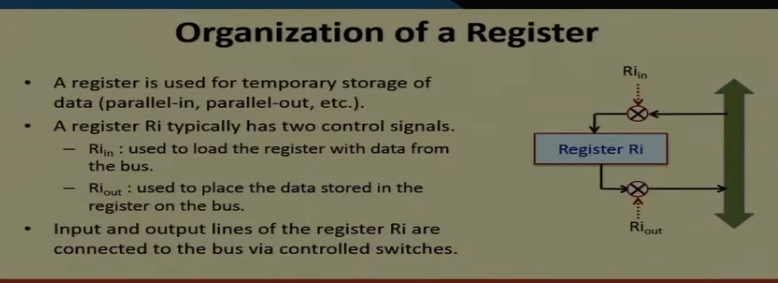 Organization of a Register
• A register is used for temporary storage of
data (parallel-in, parallel-out, etc.).
• A register Ri typically has two control signals.
– Riin : used to load the register with data from
the bus.
– Riout : used to place the data stored in the
register on the bus.
• Input and output lines of the register Ri are
connected to the bus via controlled switches.
Riin
Register Ri
Riout